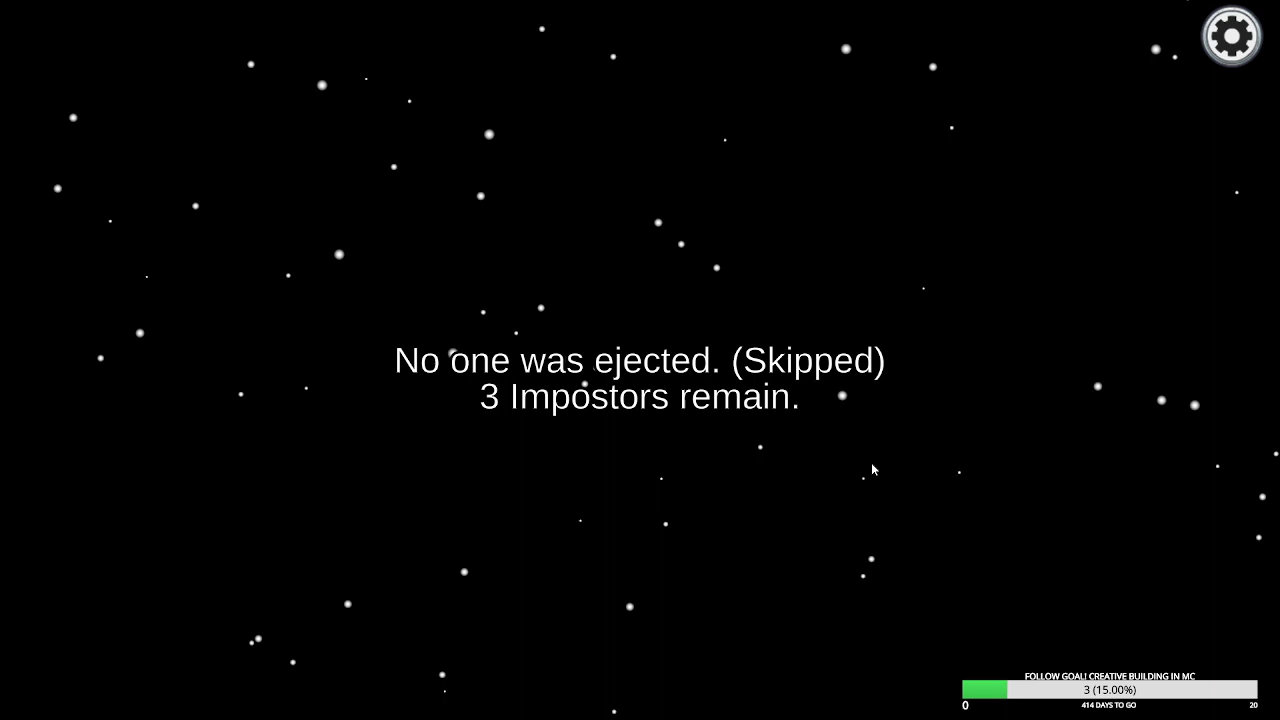 No one was ejected. (Skipped)
3 Impostors remain.
FOLLOW GOAL! CREATIVE BUILDING IN MC
3 (15.00%)
0 414 DAYS TO GO 20